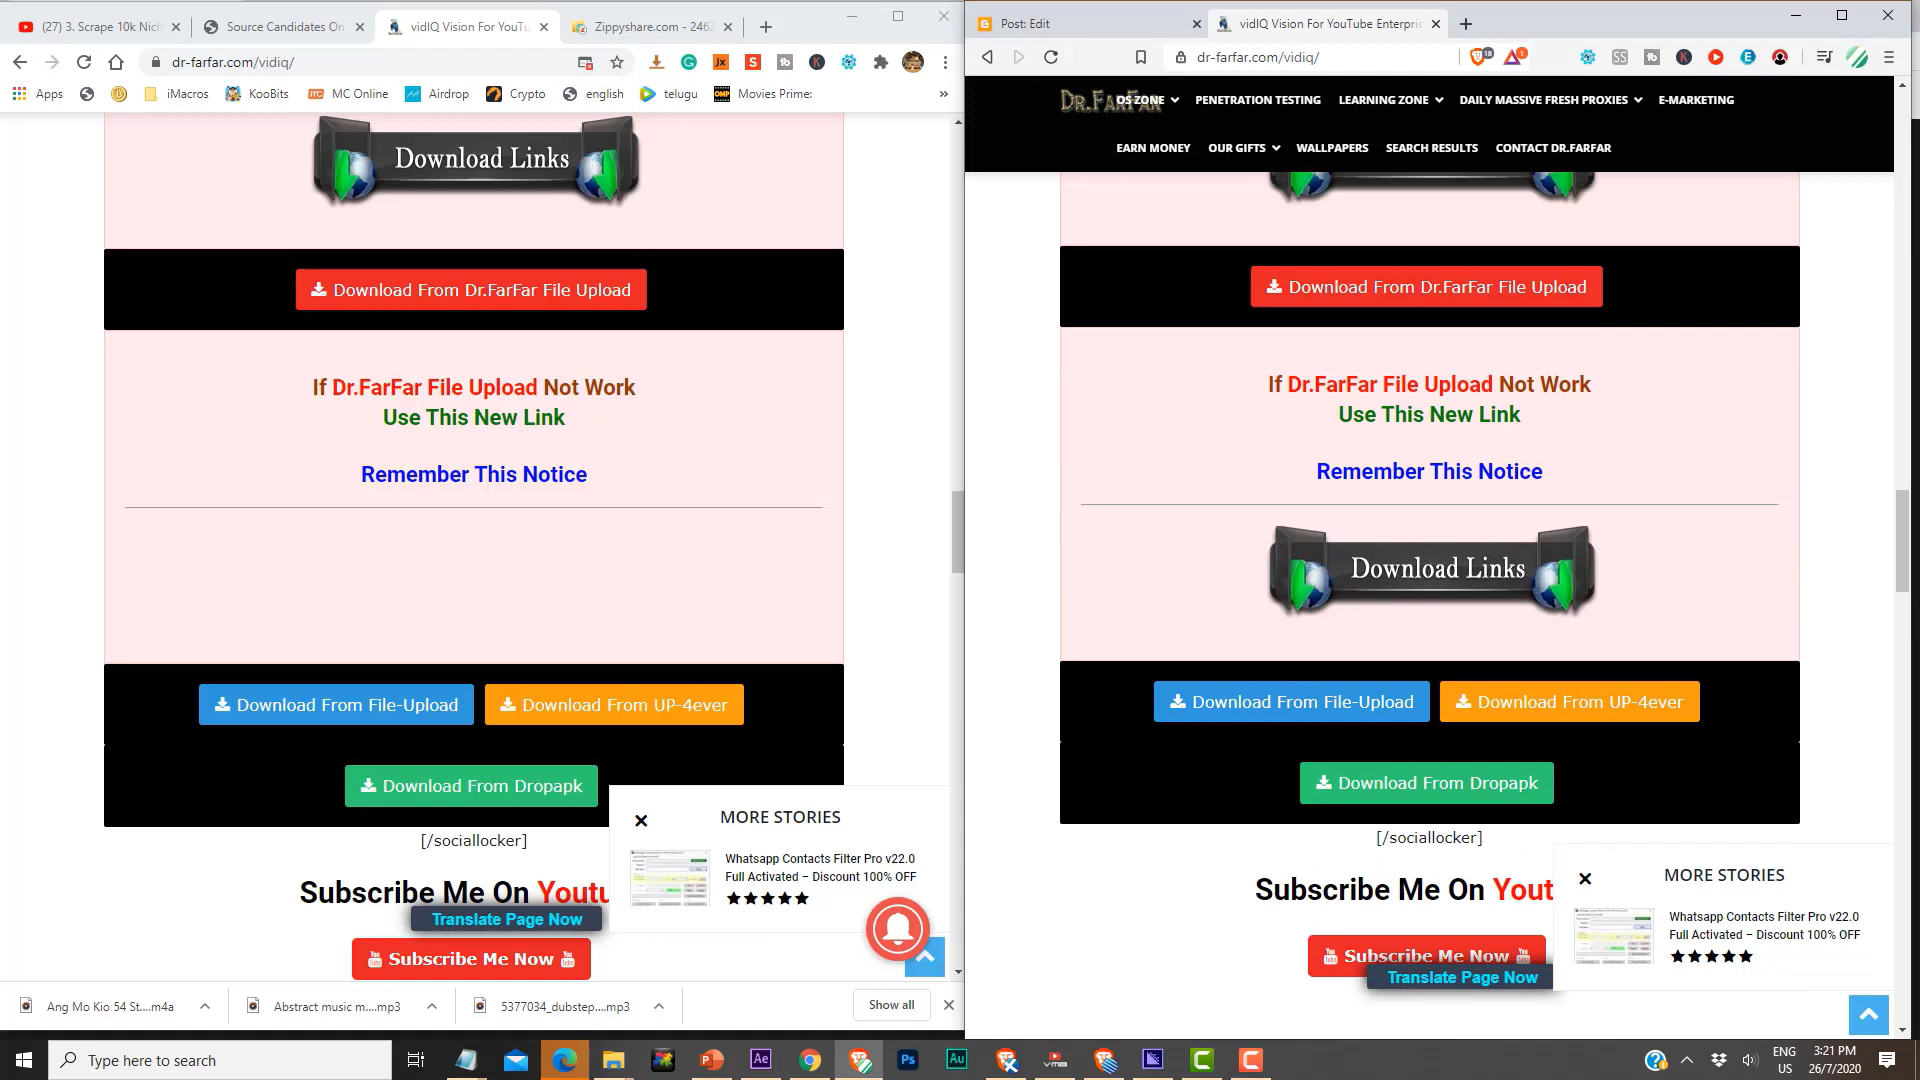 (27) 3. Scrape 10k Nich
Source Candidates On
vidIQ Vision For YouTu
Zippyshare.com - 2462
dr-farfar.com/vidiq/
Apps
iMacros
KooBits
MC Online
Airdrop
Crypto
english
telugu
Movies Prime:
Download Links
Download From Dr.FarFar File Upload
If Dr.FarFar File Upload Not Work
Use This New Link
Remember This Notice
Download From File-Upload
Download From UP-4ever
Download From Dropapk
[/sociallocker]
Subscribe Me On Youtu
Translate Page Now
Subscribe Me Now
MORE STORIES
Whatsapp Contacts Filter Pro v22.0
Full Activated – Discount 100% OFF
Ang Mo Kio 54 St....m4a
Abstract music m....mp3
5377034_dubstep....mp3
Show all
Post: Edit
vidIQ Vision For YouTube Enterpris
dr-farfar.com/vidiq/
18
1
DR.FARFAR
OS ZONE
PENETRATION TESTING
LEARNING ZONE
DAILY MASSIVE FRESH PROXIES
E-MARKETING
EARN MONEY
OUR GIFTS
WALLPAPERS
SEARCH RESULTS
CONTACT DR.FARFAR
Download From Dr.FarFar File Upload
If Dr.FarFar File Upload Not Work
Use This New Link
Remember This Notice
Download Links
Download From File-Upload
Download From UP-4ever
Download From Dropapk
[/sociallocker]
Subscribe Me On Yout
Subscribe Me Now
Translate Page Now
MORE STORIES
Whatsapp Contacts Filter Pro v22.0
Full Activated – Discount 100% OFF
Type here to search
ENG
US
3:21 PM
26/7/2020